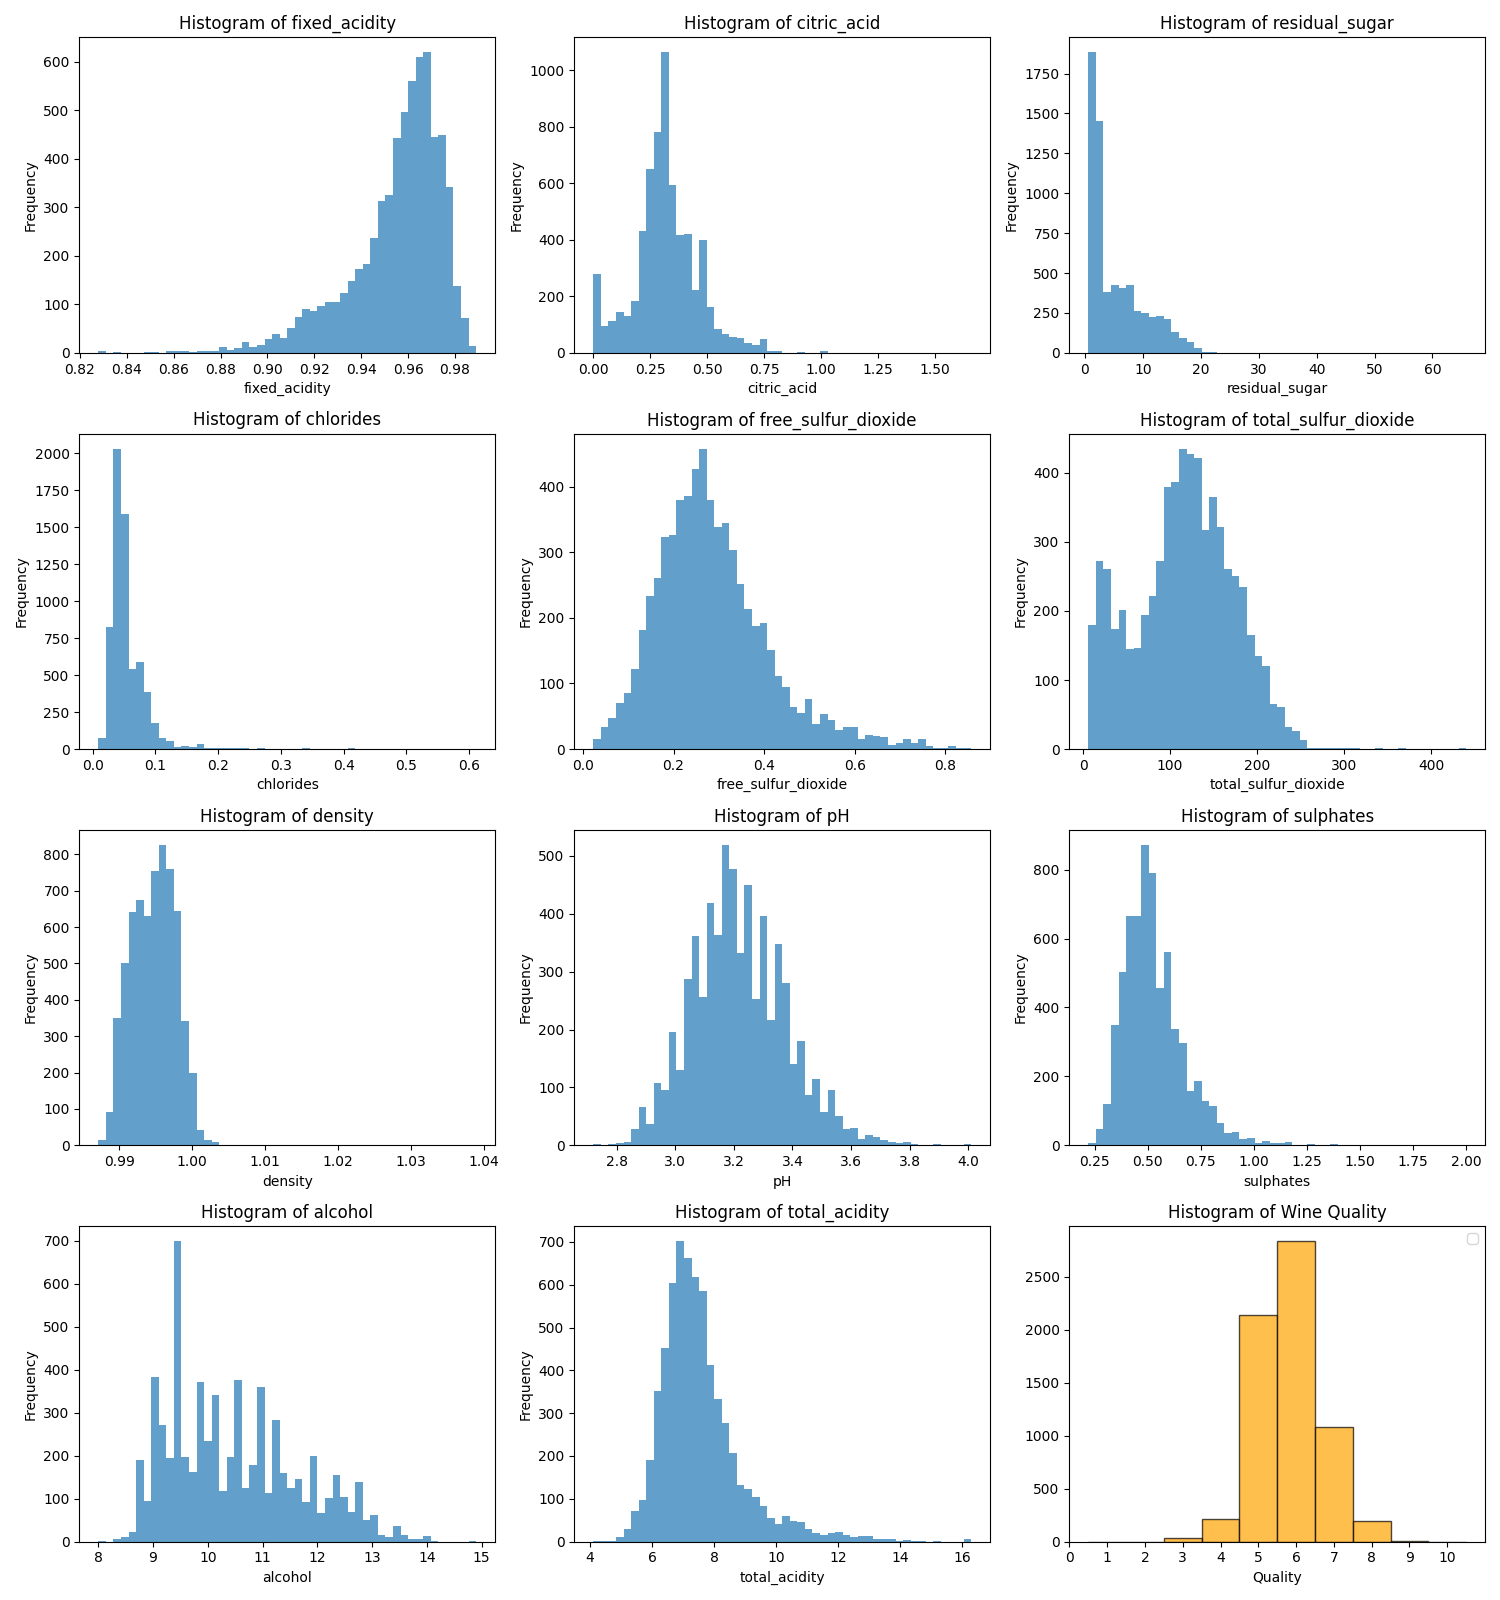 Histogram of fixed_acidity
Frequency
600
500
400
300
200
100
0
0.82 0.84 0.86 0.88 0.90 0.92 0.94 0.96 0.98
fixed_acidity
Histogram of citric_acid
Frequency
1000
800
600
400
200
0
0.00 0.25 0.50 0.75 1.00 1.25 1.50
citric_acid
Histogram of residual_sugar
Frequency
1750
1500
1250
1000
750
500
250
0
0 10 20 30 40 50 60
residual_sugar
Histogram of chlorides
Frequency
2000
1750
1500
1250
1000
750
500
250
0
0.0 0.1 0.2 0.3 0.4 0.5 0.6
chlorides
Histogram of free_sulfur_dioxide
Frequency
400
300
200
100
0
0.0 0.2 0.4 0.6 0.8
free_sulfur_dioxide
Histogram of total_sulfur_dioxide
Frequency
400
300
200
100
0
0 100 200 300 400
total_sulfur_dioxide
Histogram of density
Frequency
800
700
600
500
400
300
200
100
0
0.99 1.00 1.01 1.02 1.03 1.04
density
Histogram of pH
Frequency
500
400
300
200
100
0
2.8 3.0 3.2 3.4 3.6 3.8 4.0
pH
Histogram of sulphates
Frequency
800
600
400
200
0
0.25 0.50 0.75 1.00 1.25 1.50 1.75 2.00
sulphates
Histogram of alcohol
Frequency
700
600
500
400
300
200
100
0
8 9 10 11 12 13 14 15
alcohol
Histogram of total_acidity
Frequency
700
600
500
400
300
200
100
0
4 6 8 10 12 14 16
total_acidity
Histogram of Wine Quality
2500
2000
1500
1000
500
0
0 1 2 3 4 5 6 7 8 9 10
Quality